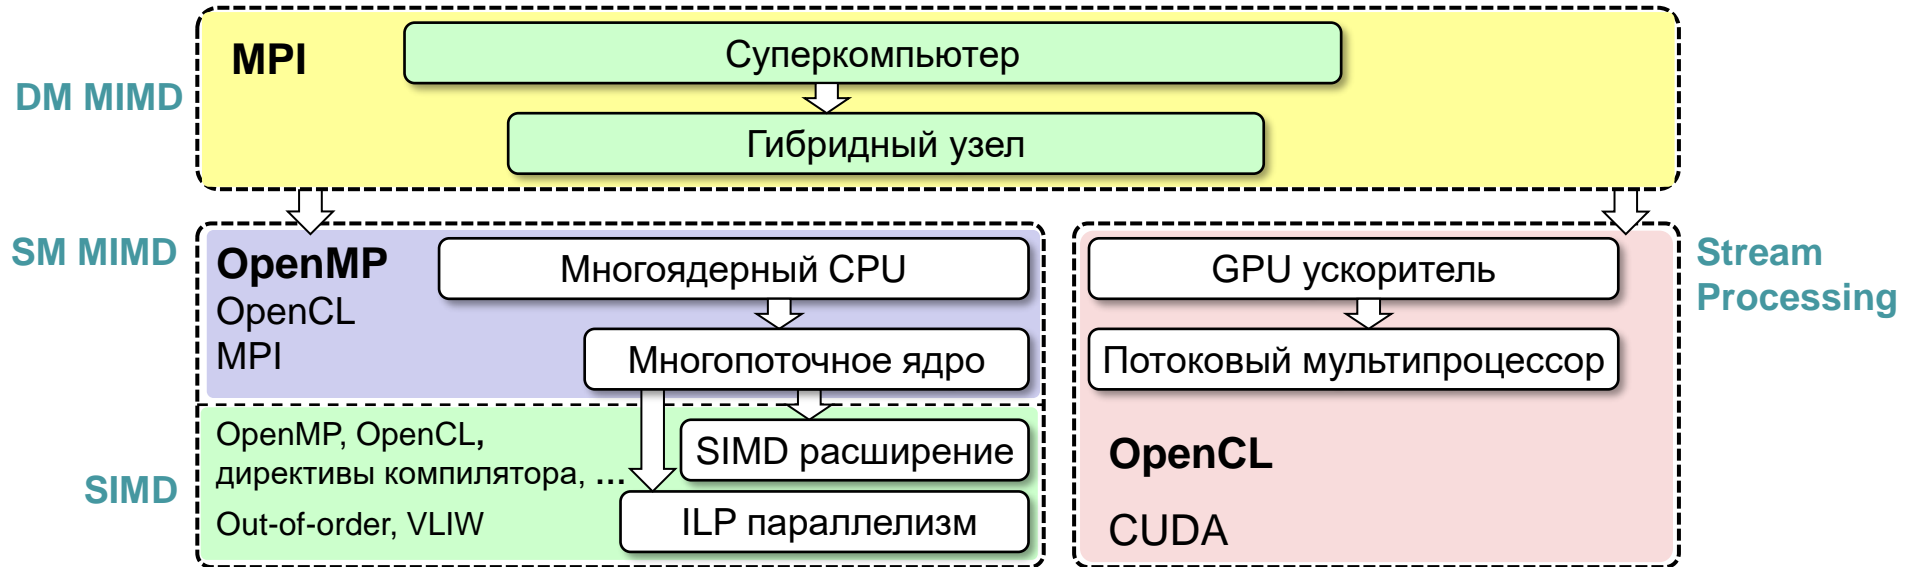 DM MIMD
MPI
Суперкомпьютер
Гибридный узел
SM MIMD
OpenMP
OpenCL
MPI
Многоядерный CPU
Многопоточное ядро
SIMD
OpenMP, OpenCL,
директивы компилятора, ...
Out-of-order, VLIW
SIMD расширение
ILP параллелизм
GPU ускоритель
Потоковый мультипроцессор
OpenCL
CUDA
Stream
Processing